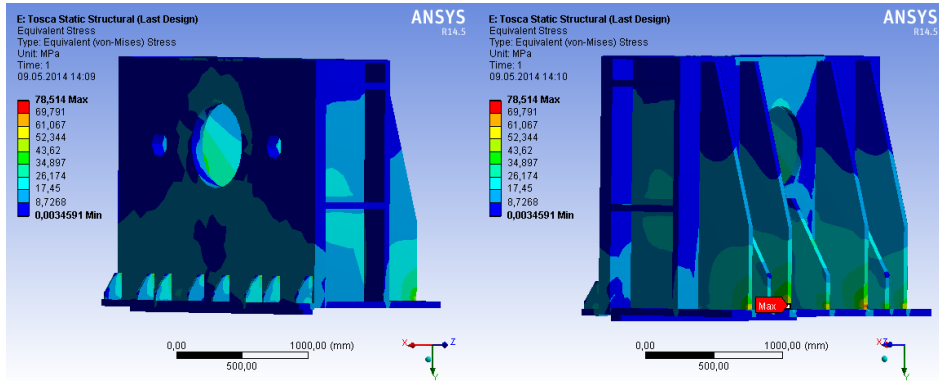 E: Tosca Static Structural (Last Design)
Equivalent Stress
Type: Equivalent (von-Mises) Stress
Unit: MPa
Time: 1
09.05.2014 14:09
78,514 Max
69,791
61,067
52,344
43,62
34,897
26,174
17,45
8,7268
0,0034591 Min
ANSYS
R14.5
0,00
1000,00 (mm)
500,00
X
Z
Y
E: Tosca Static Structural (Last Design)
Equivalent Stress
Type: Equivalent (von-Mises) Stress
Unit: MPa
Time: 1
09.05.2014 14:10
78,514 Max
69,791
61,067
52,344
43,62
34,897
26,174
17,45
8,7268
0,0034591 Min
ANSYS
R14.5
Max
0,00
1000,00 (mm)
500,00
Y